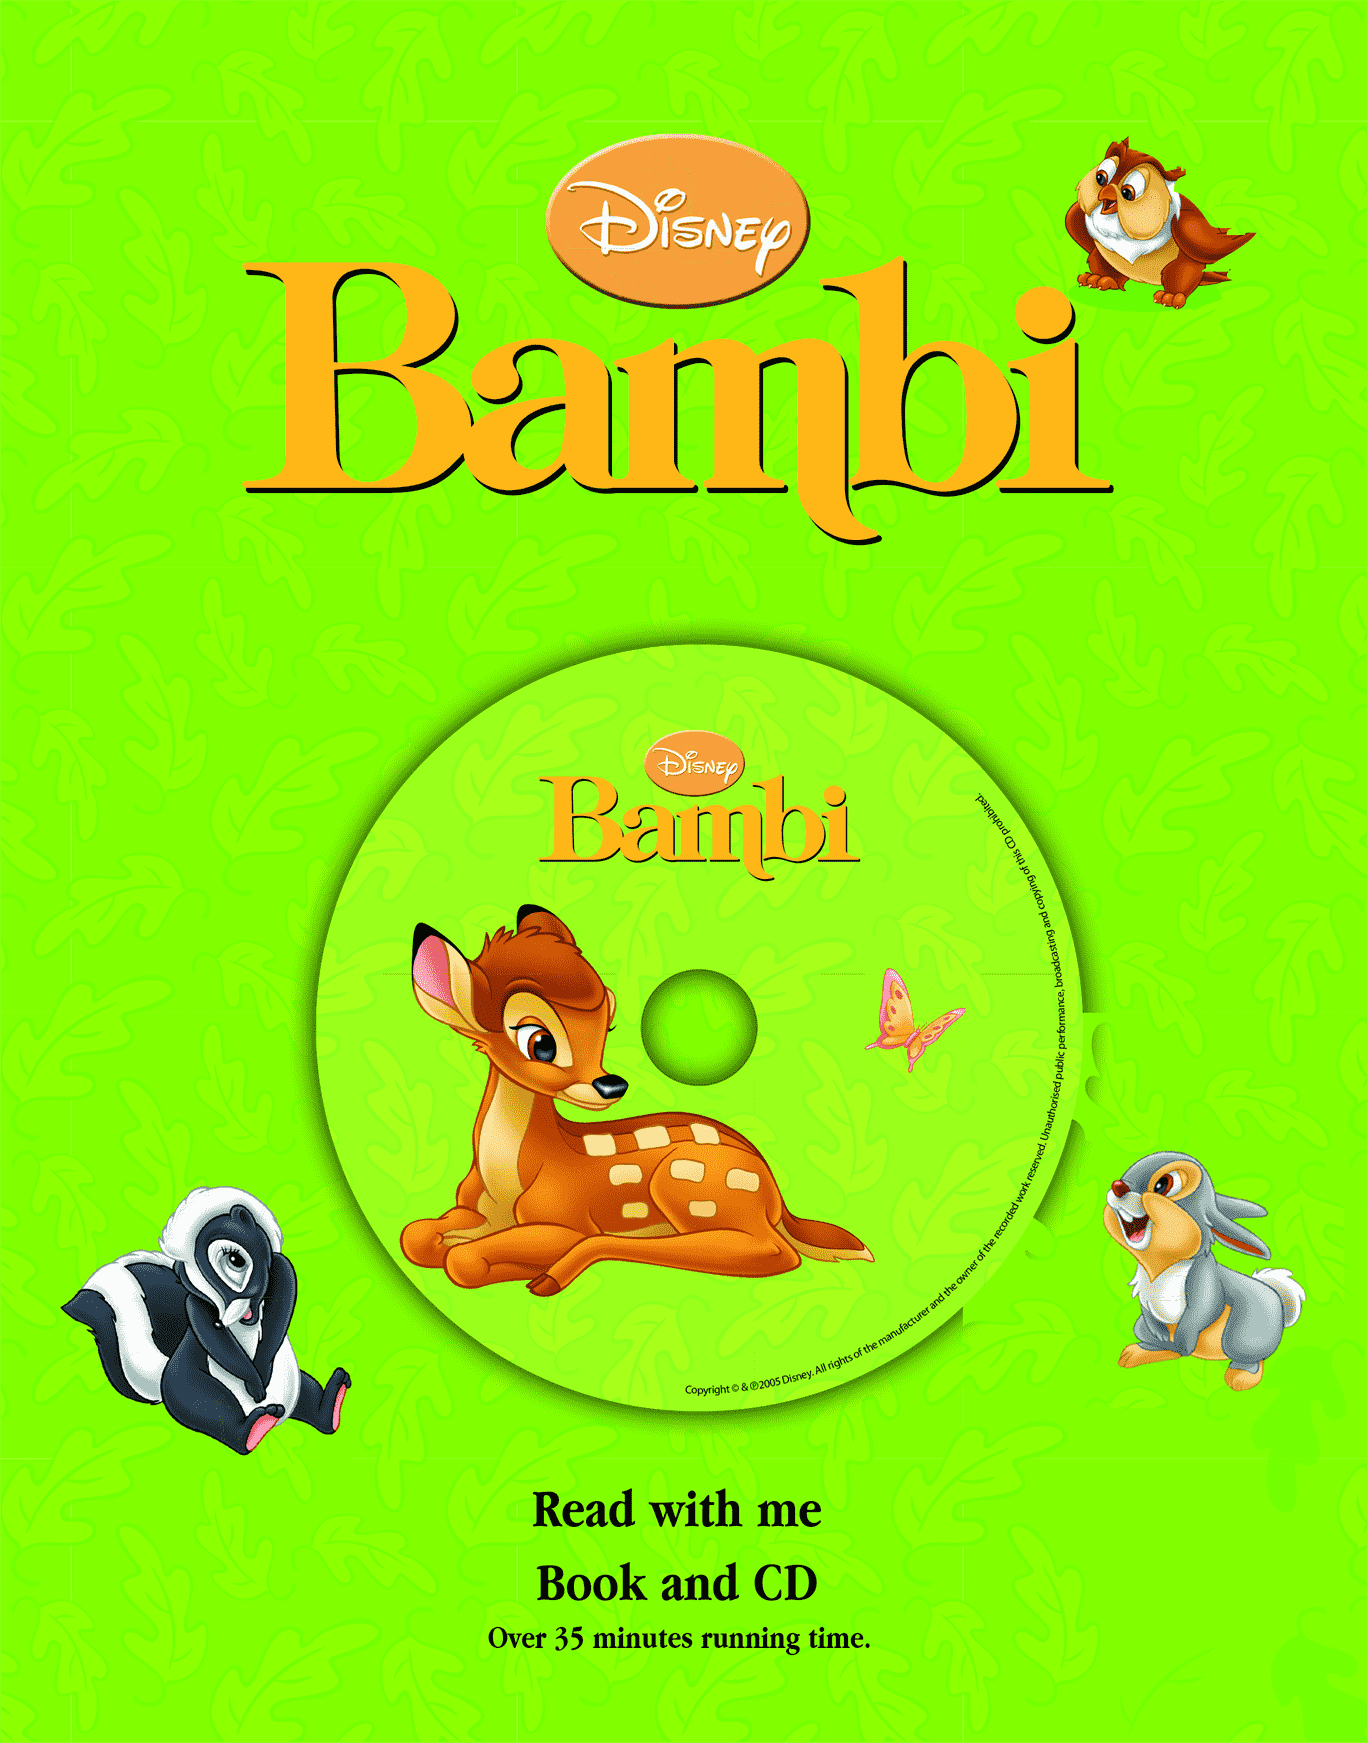 Disney
Bambi
Disney
Bambi
Copyright © & ℗2005 Disney. All rights of the manufacturer and the owner of the recorded work reserved. Unauthorised public performance, broadcasting and copying of this CD prohibited.
Read with me
Book and CD
Over 35 minutes running time.